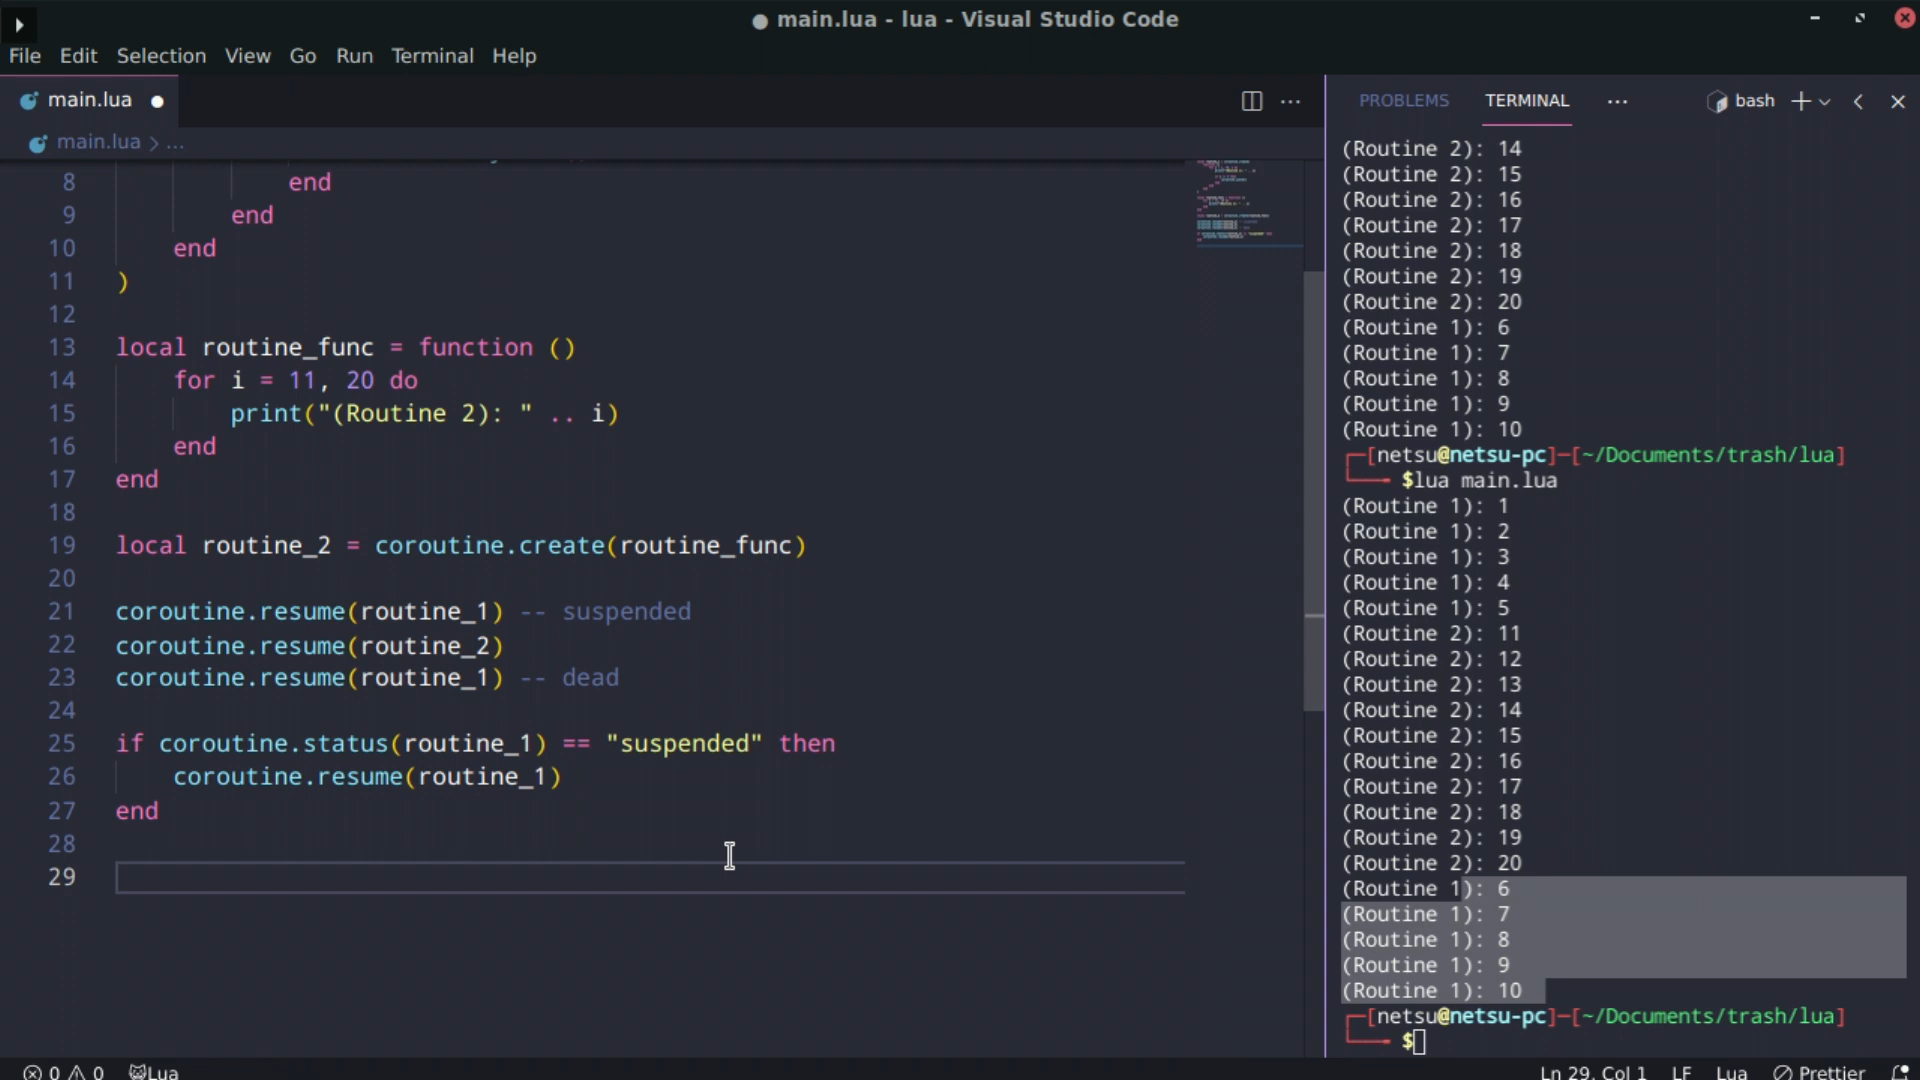 main.lua - lua - Visual Studio Code
File Edit Selection View Go Run Terminal Help
main.lua
main.lua > ...
8 end
9 end
10 end
11 )
12
13 local routine_func = function ()
14 for i = 11, 20 do
15 print("(Routine 2): " .. i)
16 end
17 end
18
19 local routine_2 = coroutine.create(routine_func)
20
21 coroutine.resume(routine_1) -- suspended
22 coroutine.resume(routine_2)
23 coroutine.resume(routine_1) -- dead
24
25 if coroutine.status(routine_1) == "suspended" then
26 coroutine.resume(routine_1)
27 end
28
29
PROBLEMS TERMINAL ... bash
(Routine 2): 14
(Routine 2): 15
(Routine 2): 16
(Routine 2): 17
(Routine 2): 18
(Routine 2): 19
(Routine 2): 20
(Routine 1): 6
(Routine 1): 7
(Routine 1): 8
(Routine 1): 9
(Routine 1): 10
[netsu@netsu-pc]-[~/Documents/trash/lua]
$lua main.lua
(Routine 1): 1
(Routine 1): 2
(Routine 1): 3
(Routine 1): 4
(Routine 1): 5
(Routine 2): 11
(Routine 2): 12
(Routine 2): 13
(Routine 2): 14
(Routine 2): 15
(Routine 2): 16
(Routine 2): 17
(Routine 2): 18
(Routine 2): 19
(Routine 2): 20
(Routine 1): 6
(Routine 1): 7
(Routine 1): 8
(Routine 1): 9
(Routine 1): 10
[netsu@netsu-pc]-[~/Documents/trash/lua]
$
0 0 Lua Ln 29, Col 1 LF Lua Prettier